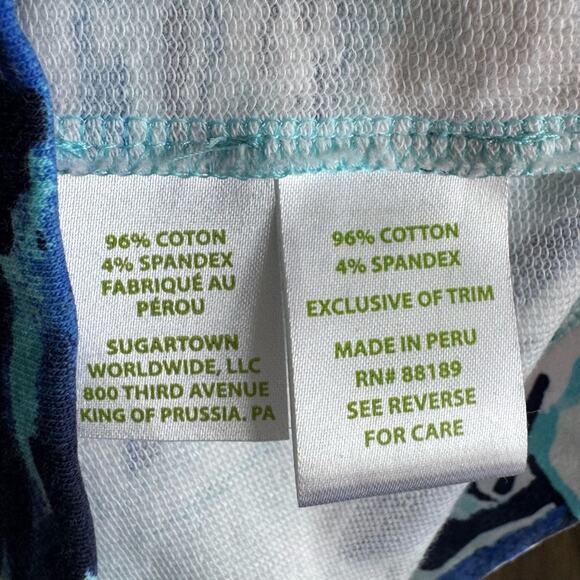 96% COTON
4% SPANDEX
FABRIQUÉ AU
PÉROU
SUGARTOWN
WORLDWIDE, LLC
800 THIRD AVENUE
KING OF PRUSSIA. PA
96% COTTON
4% SPANDEX
EXCLUSIVE OF TRIM
MADE IN PERU
RN# 88189
SEE REVERSE
FOR CARE